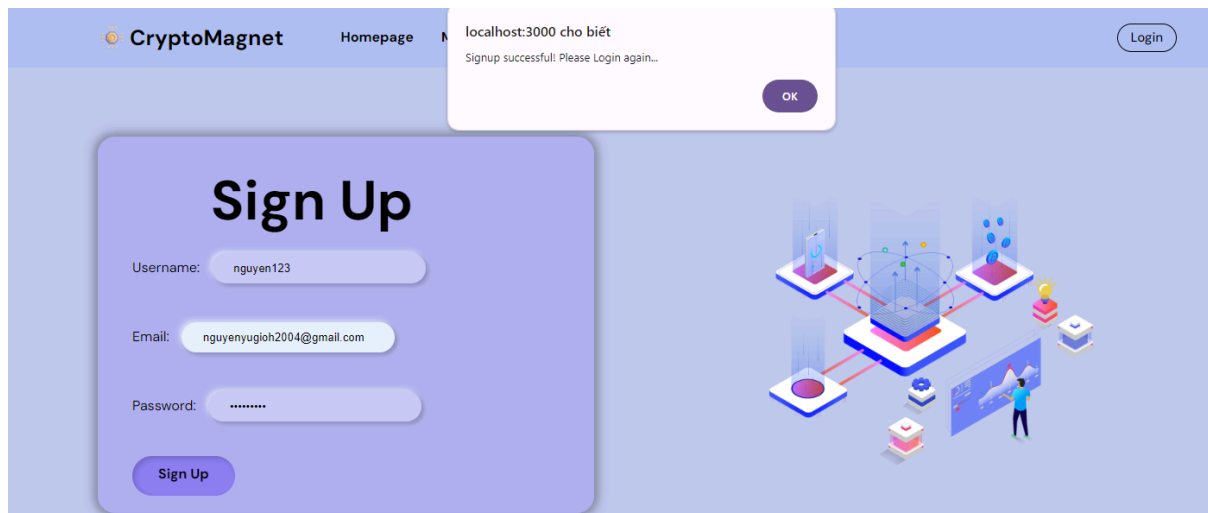 CryptoMagnet
Homepage
localhost:3000 cho biết
Signup successful! Please Login again...
OK
Login
Sign Up
Username: nguyen123
Email: nguyenyugioh2004@gmail.com
Password: •••••••••
Sign Up